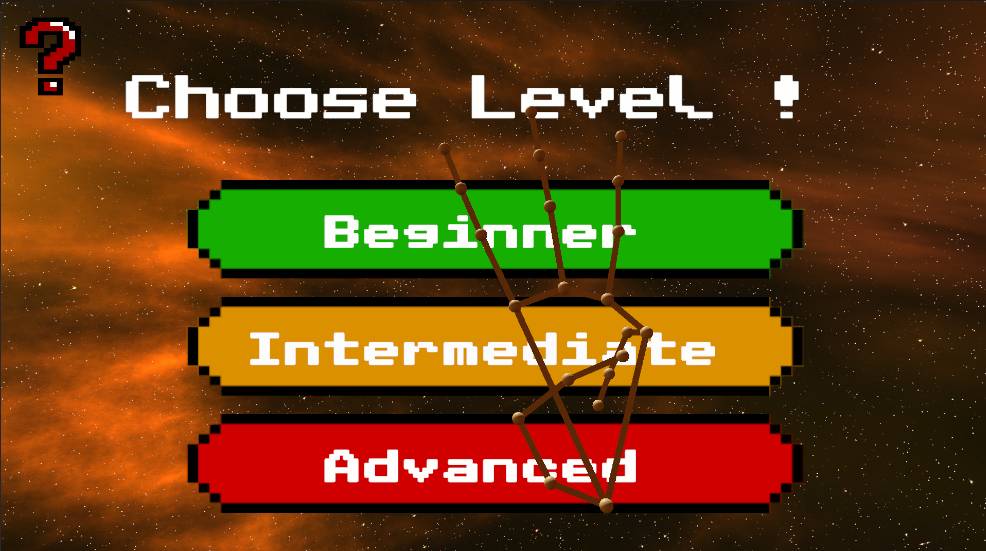 ?
Choose Level !
Beginner
Intermediate
Advanced